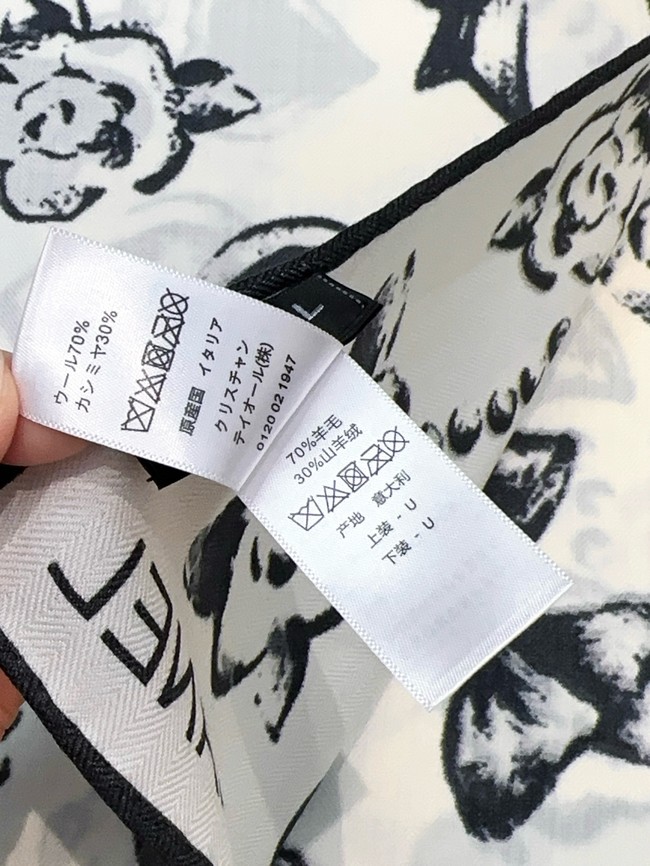 ウール70%
カシミヤ30%
原産国 イタリア
クリスチャン
ディオール(株)
0120 02 1947
70%羊毛
30%山羊绒
产地 意大利
上装 - U
下装 - U